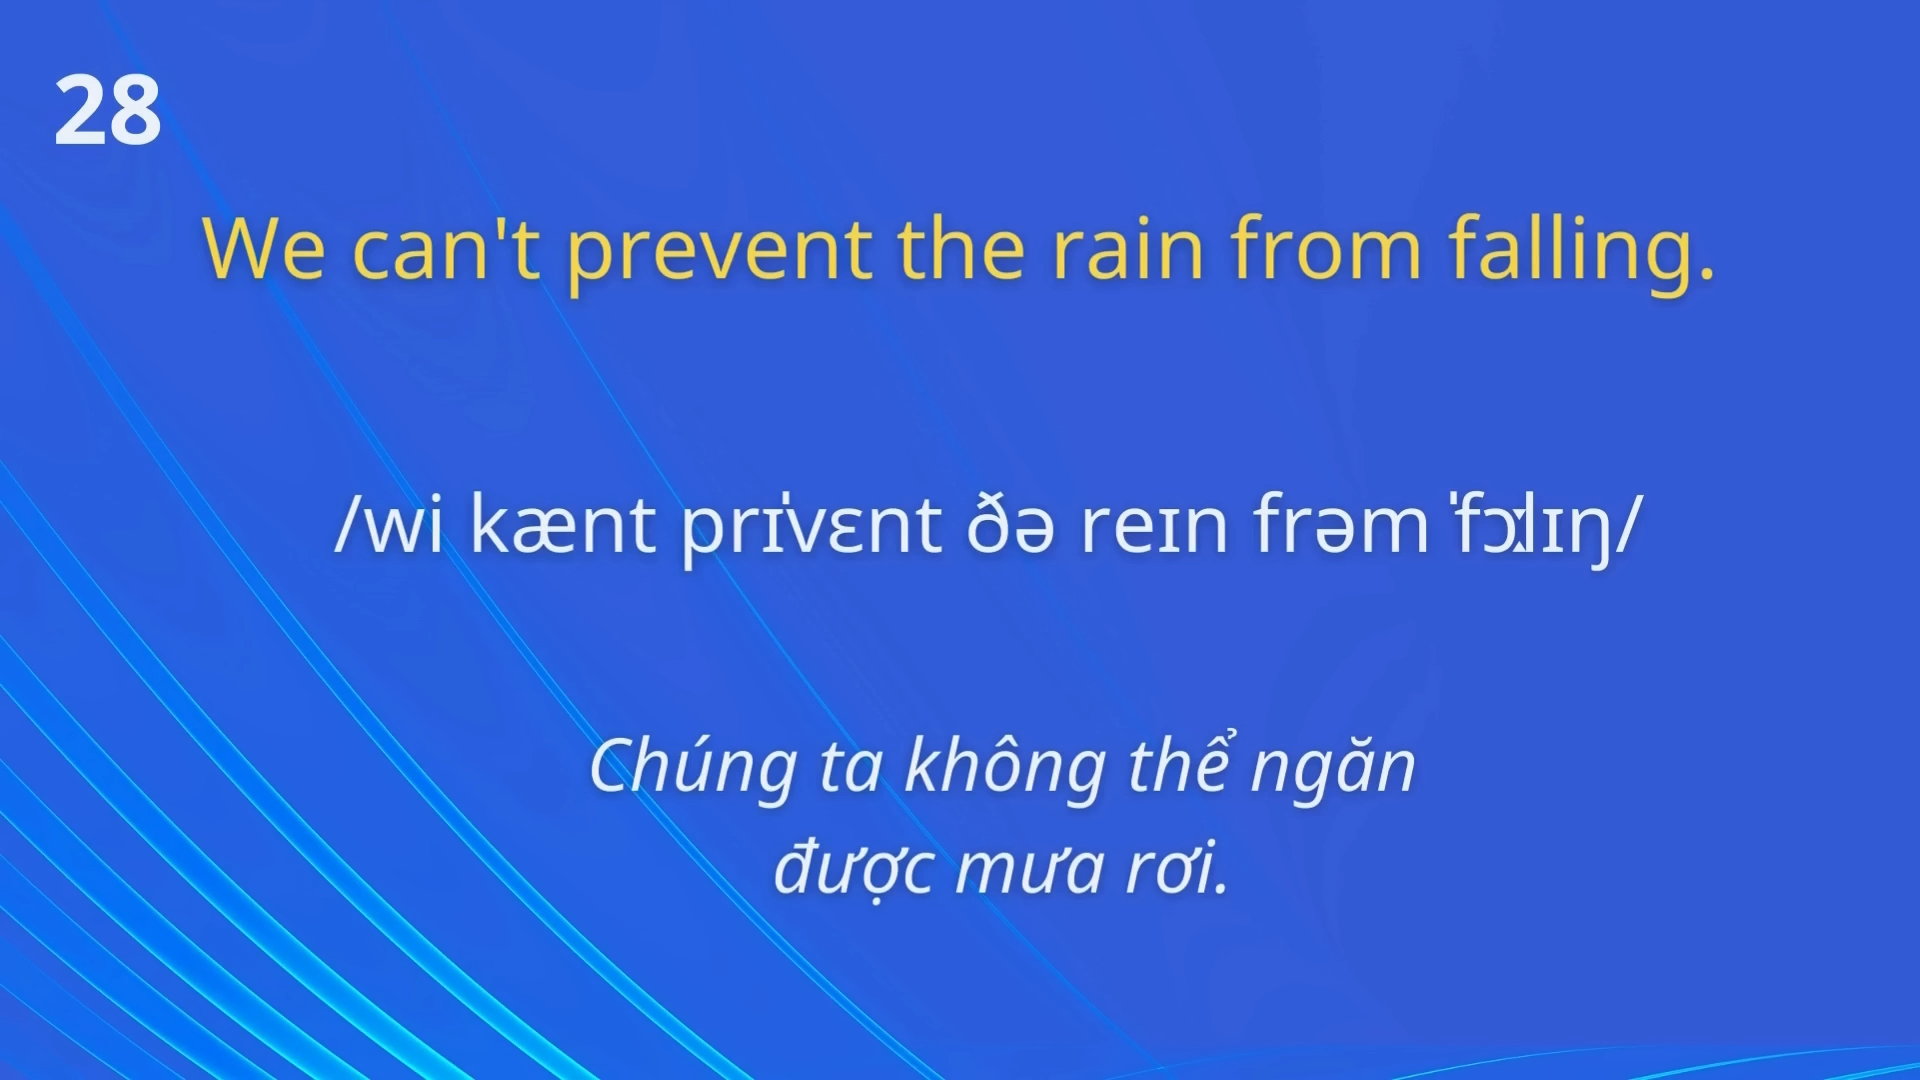 28
We can't prevent the rain from falling.
/wi kænt prɪˈvɛnt ðə reɪn frəm ˈfɔːlɪŋ/
Chúng ta không thể ngăn
được mưa rơi.